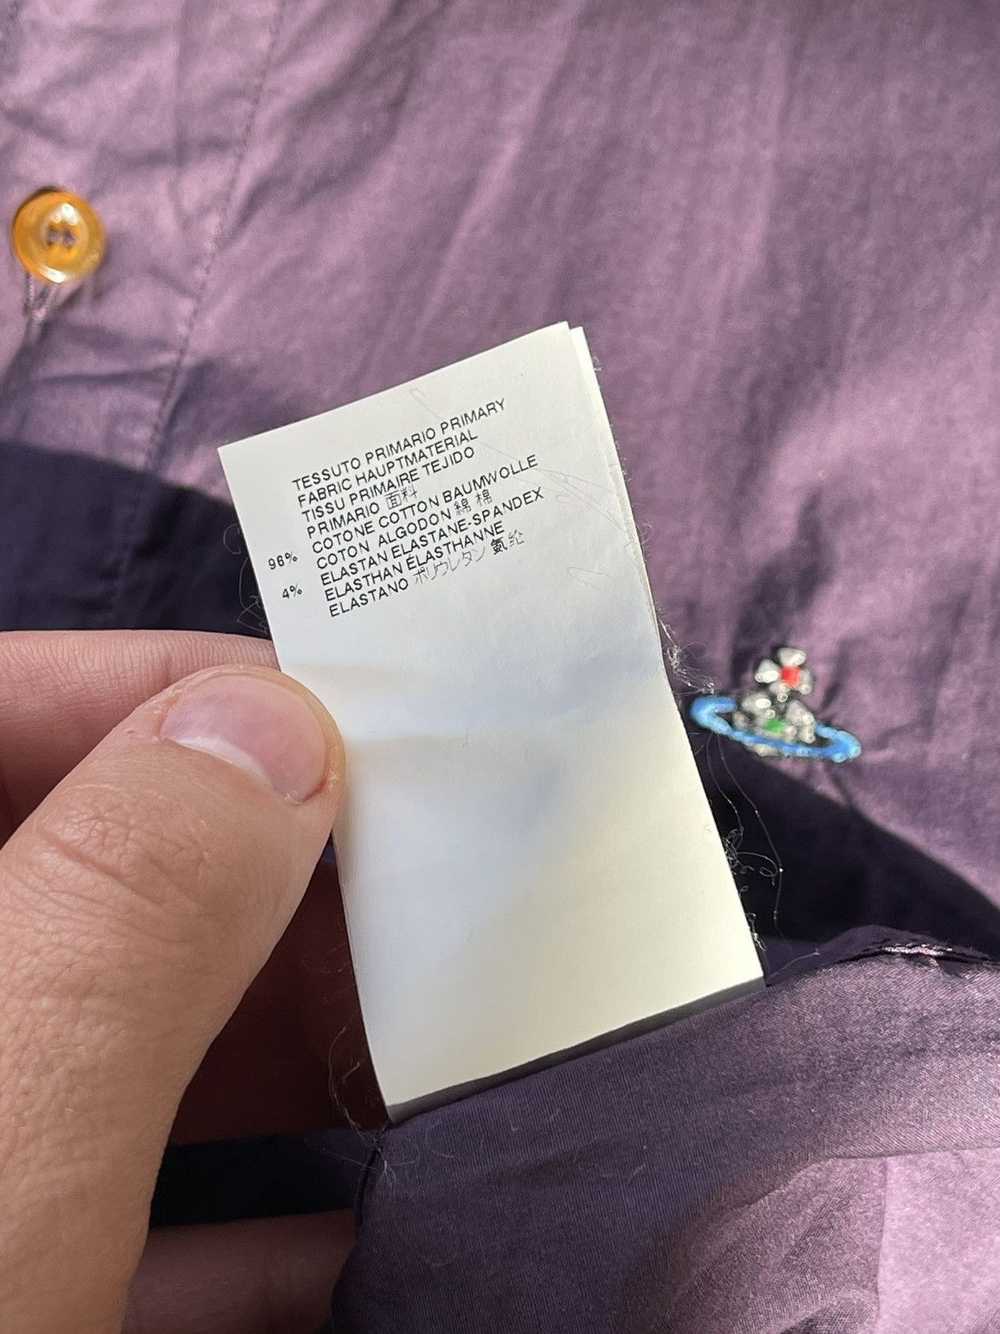 TESSUTO PRIMARIO PRIMARY
FABRIC HAUPTMATERIAL
TISSU PRIMAIRE TEJIDO
PRIMARIO 面料
96% COTONE COTTON BAUMWOLLE
COTON ALGODON 綿 棉
4% ELASTAN ELASTANE-SPANDEX
ELASTHAN ÉLASTHANNE
ELASTANO ポリウレタン 氨纶